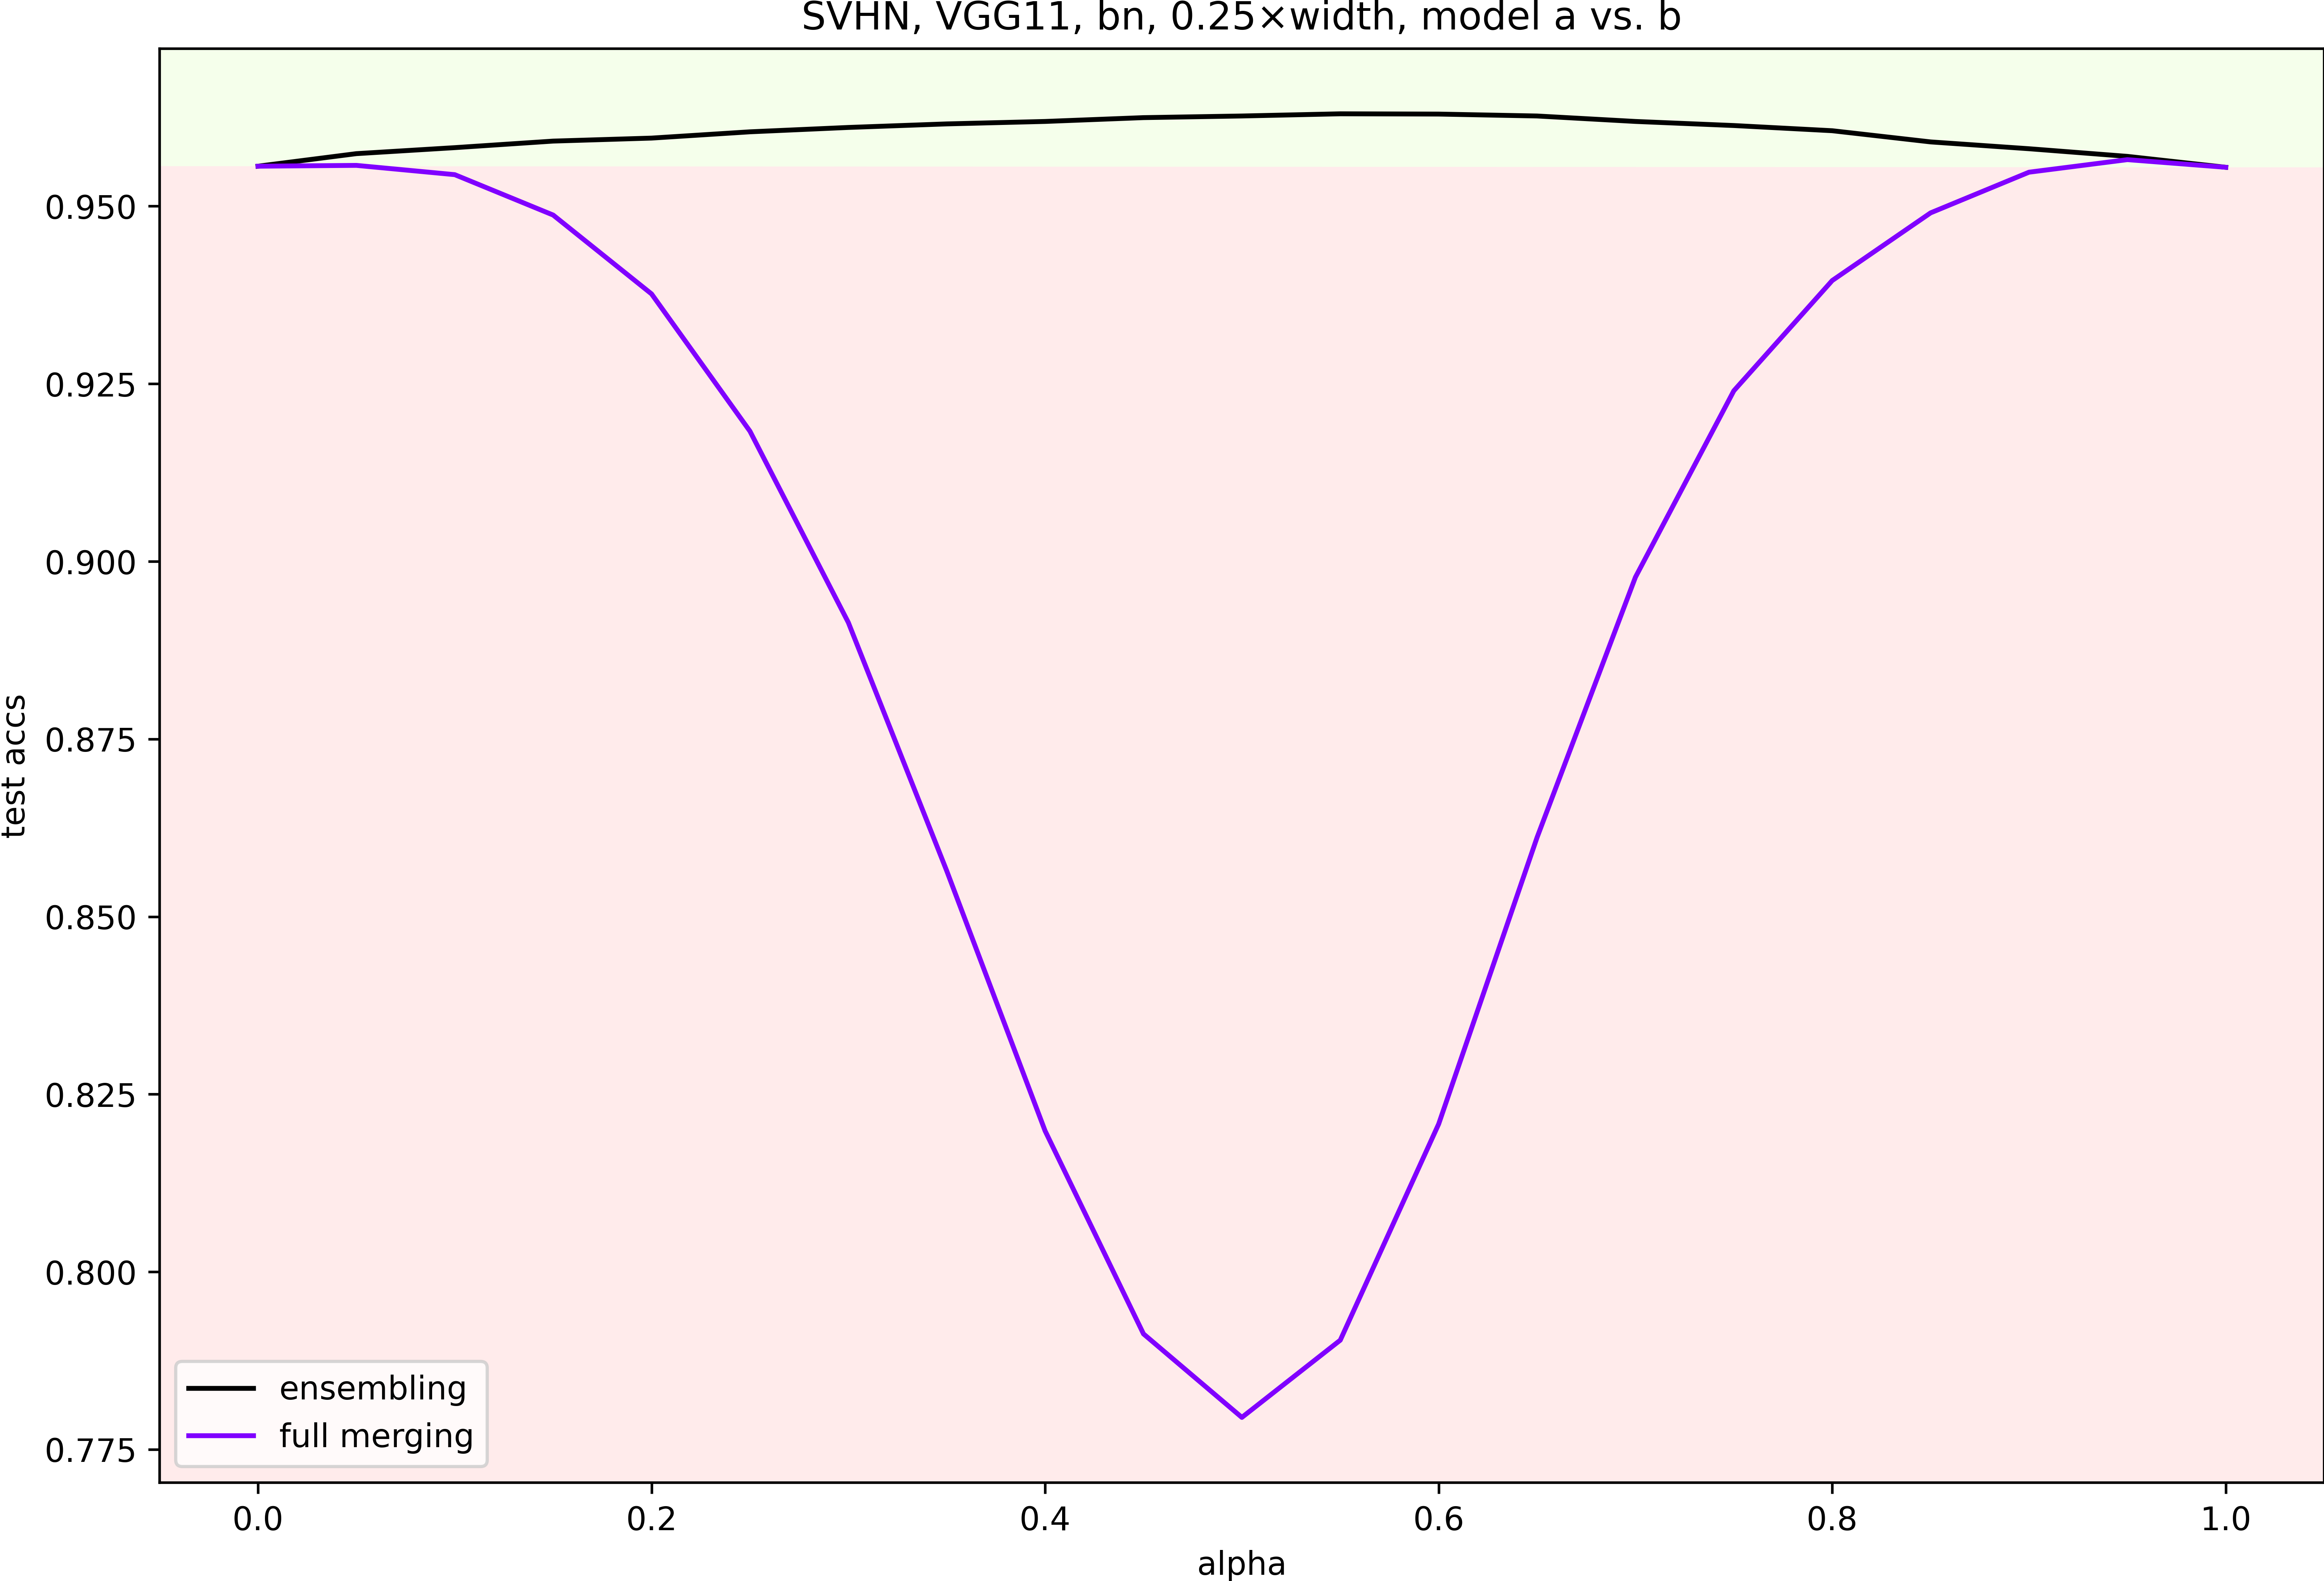 SVHN, VGG11, bn, 0.25×width, model a vs. b
test accs
0.950
0.925
0.900
0.875
0.850
0.825
0.800
0.775
ensembling
full merging
0.0 0.2 0.4 0.6 0.8 1.0
alpha